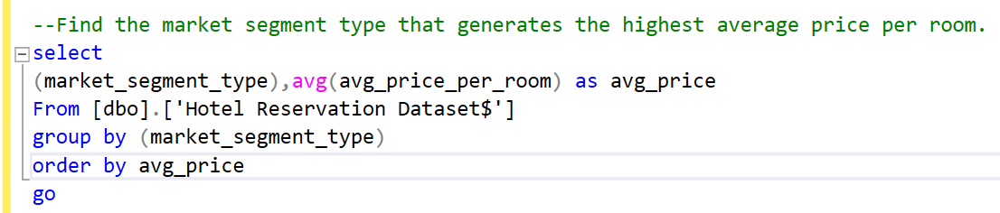 --Find the market segment type that generates the highest average price per room.
select
(market_segment_type),avg(avg_price_per_room) as avg_price
From [dbo].['Hotel Reservation Dataset$']
group by (market_segment_type)
order by avg_price
go